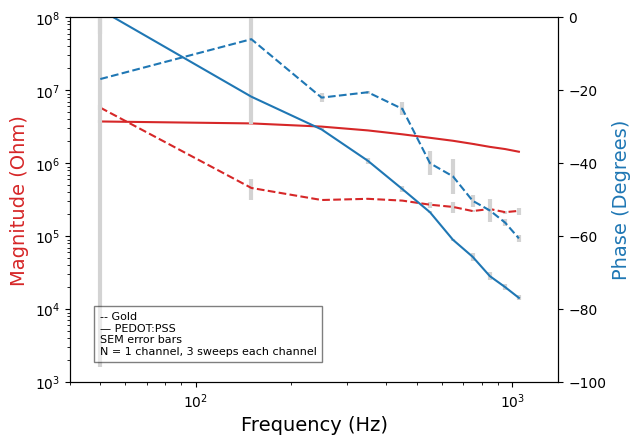 10^8
10^7
10^6
10^5
10^4
10^3
Magnitude (Ohm)
0
−20
−40
−60
−80
−100
Phase (Degrees)
-- Gold
— PEDOT:PSS
SEM error bars
N = 1 channel, 3 sweeps each channel
10^2
10^3
Frequency (Hz)